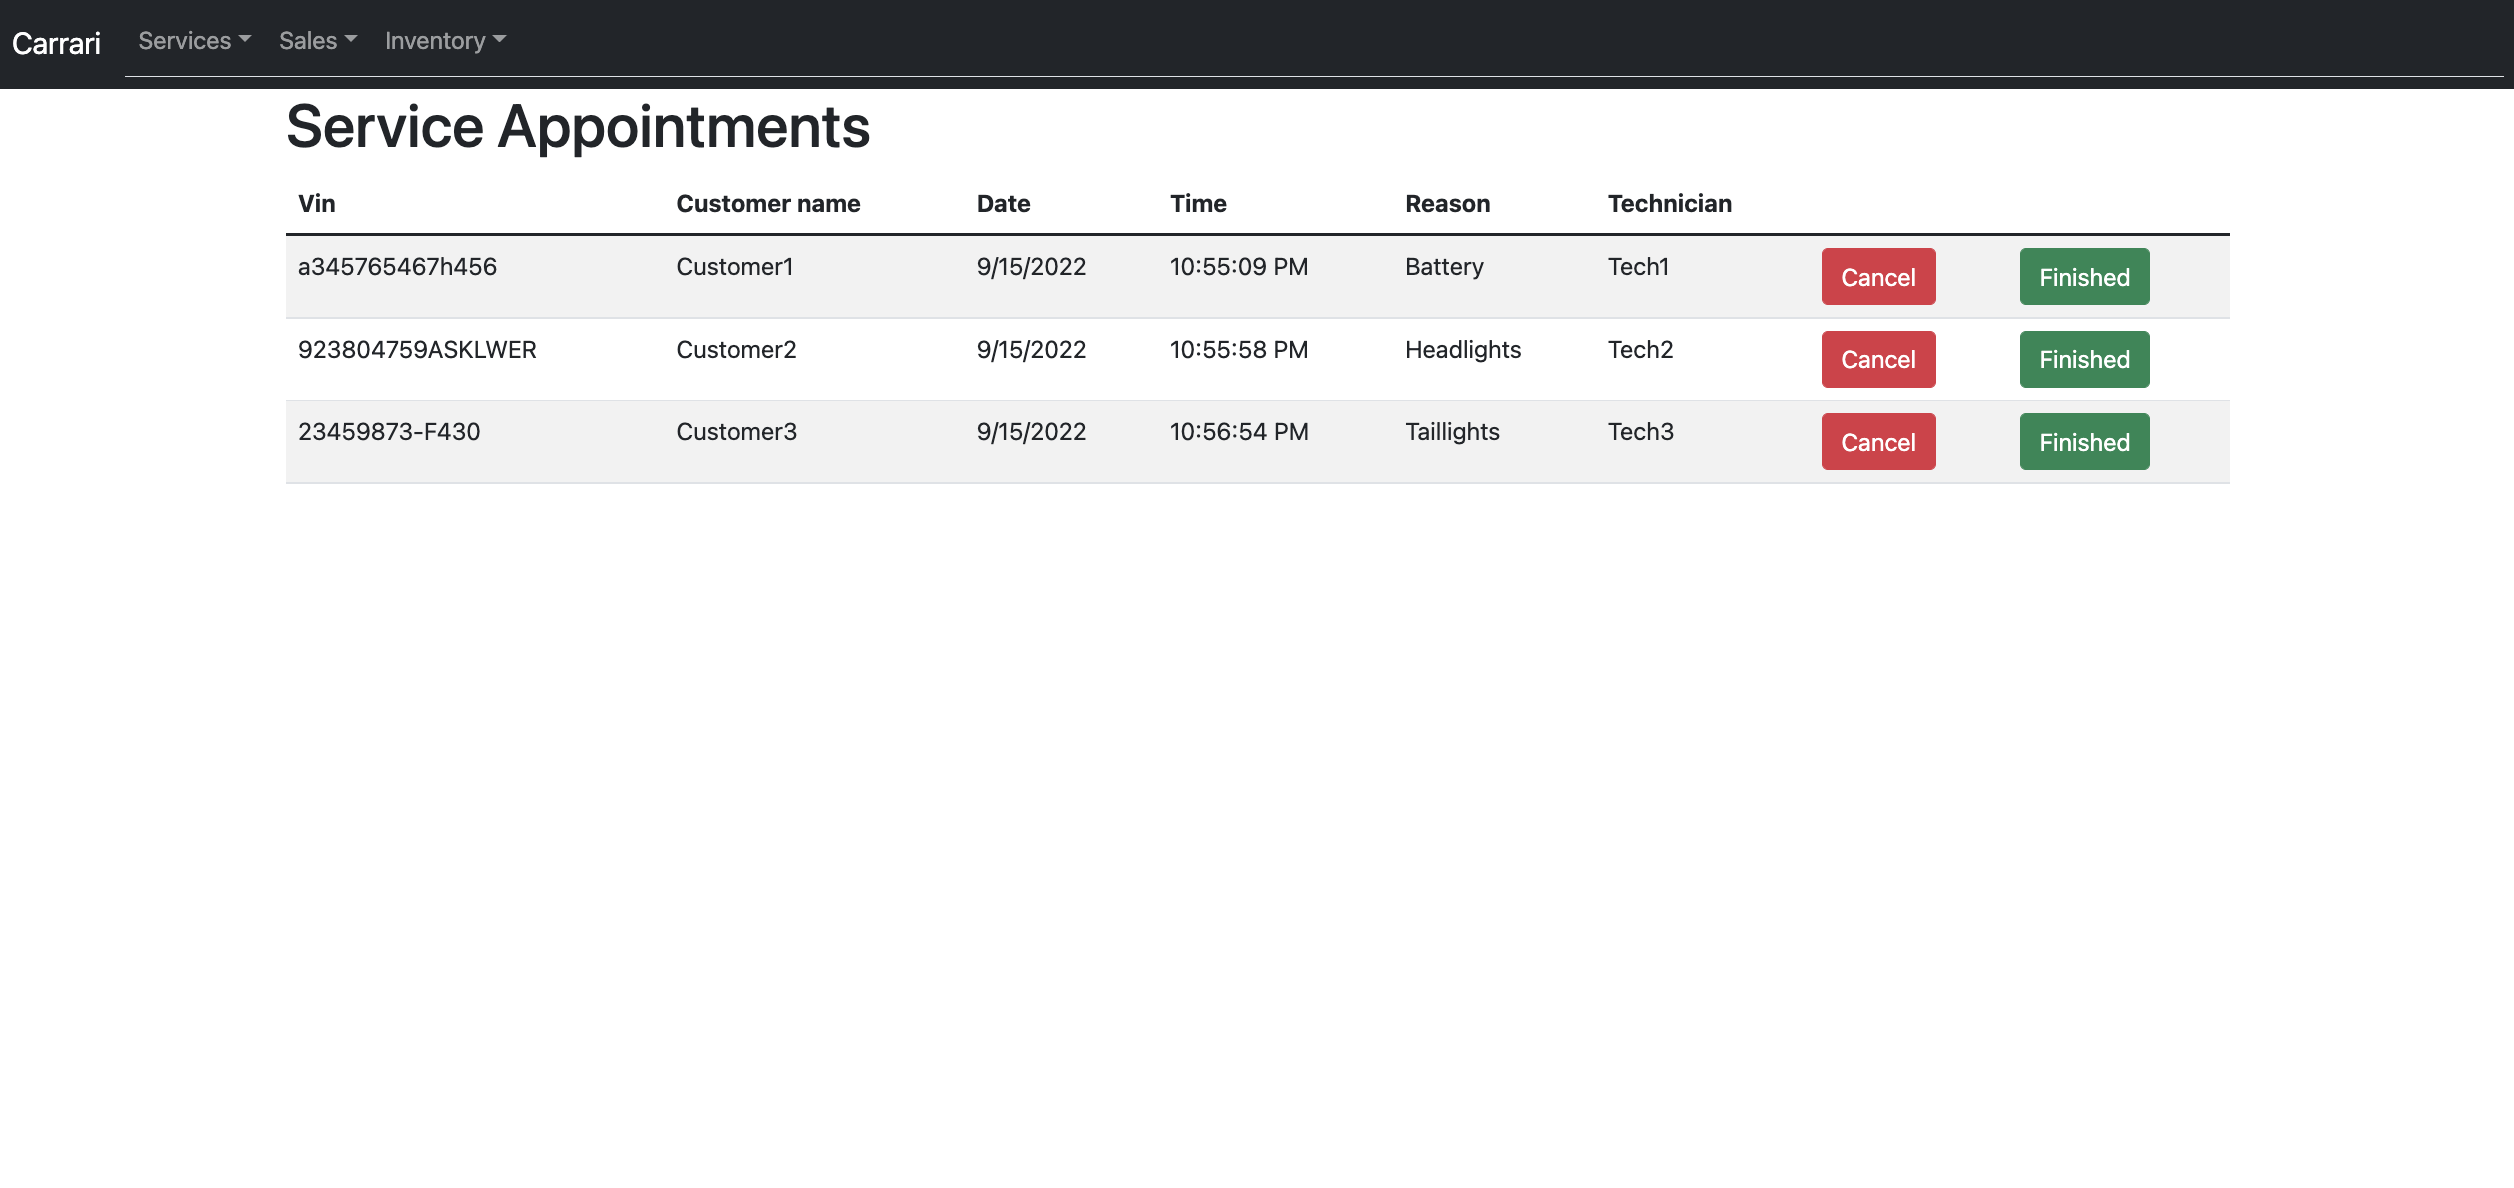 Carrari Services Sales Inventory
Service Appointments
Vin Customer name Date Time Reason Technician
a345765467h456 Customer1 9/15/2022 10:55:09 PM Battery Tech1 Cancel Finished
923804759ASKLWER Customer2 9/15/2022 10:55:58 PM Headlights Tech2 Cancel Finished
23459873-F430 Customer3 9/15/2022 10:56:54 PM Taillights Tech3 Cancel Finished